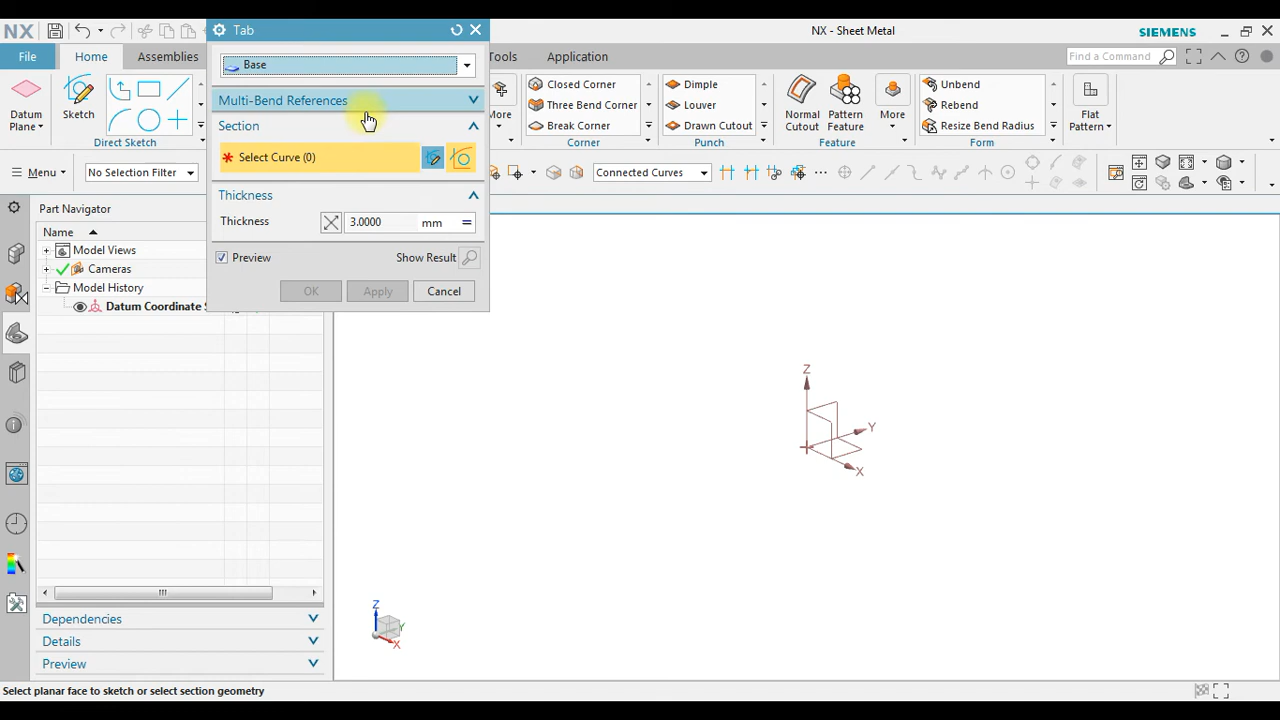 NX
Tab
NX - Sheet Metal
SIEMENS
File
Home
Assemblies
Tools
Application
Find a Command
Base
Multi-Bend References
Section
Select Curve (0)
Thickness
Thickness
3.0000
mm
Preview
Show Result
OK
Apply
Cancel
Datum
Plane
Sketch
Direct Sketch
More
Closed Corner
Three Bend Corner
Break Corner
Corner
Dimple
Louver
Drawn Cutout
Punch
Normal
Cutout
Pattern
Feature
More
Feature
Unbend
Rebend
Resize Bend Radius
Form
Flat
Pattern
Menu
No Selection Filter
Connected Curves
Part Navigator
Name
Model Views
Cameras
Model History
Datum Coordinate S
Dependencies
Details
Preview
Z
Y
X
Z
Y
X
Select planar face to sketch or select section geometry